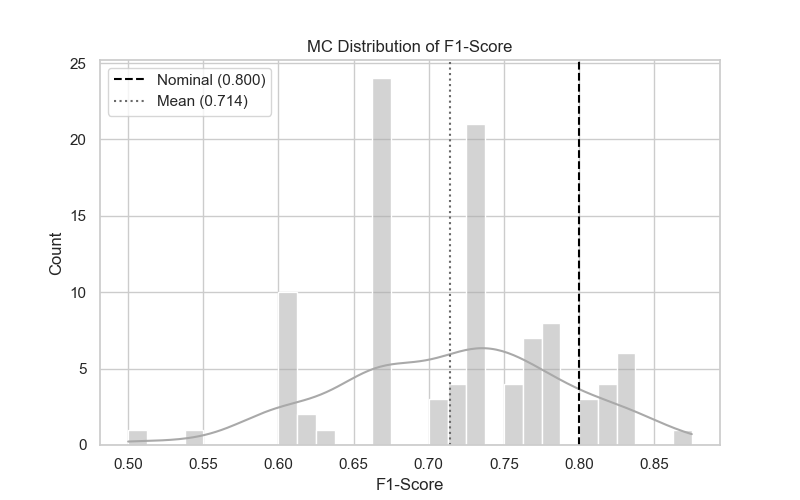 MC Distribution of F1-Score
Nominal (0.800)
Mean (0.714)
25
20
15
10
5
0
Count
0.50 0.55 0.60 0.65 0.70 0.75 0.80 0.85
F1-Score